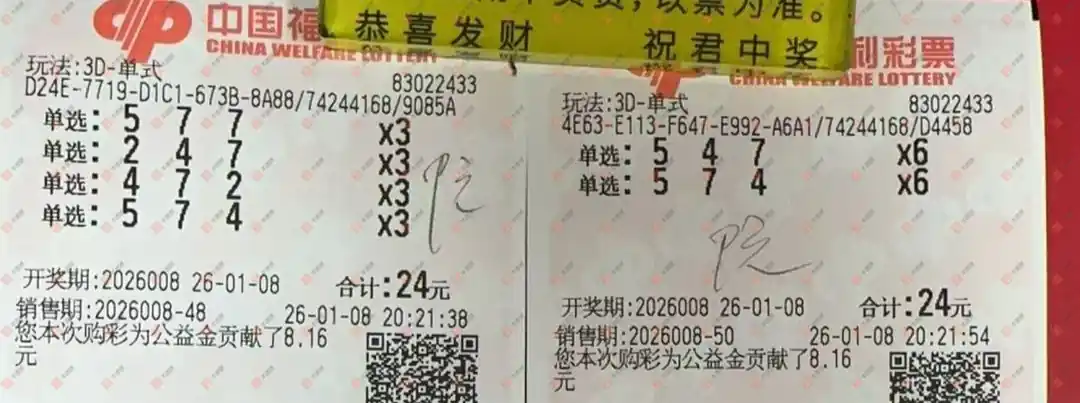 中国福
CHINA WELFARE LOTTERY
玩法:3D-单式
83022433
D24E-7719-D1C1-673B-8A88/74244168/9085A
单选: 5 7 7 x3
单选: 2 4 7 x3
单选: 4 7 2 x3
单选: 5 7 4 x3
开奖期:2026008 26-01-08 合计:24元
销售期:2026008-48 26-01-08 20:21:38
您本次购彩为公益金贡献了8.16
元
,以票为准。
恭喜发财 祝君中奖
利彩票
CHINA WELFARE LOTTERY
玩法:3D-单式
83022433
4E63-E113-F647-E992-A6A1/74244168/D4458
单选: 5 4 7 x6
单选: 5 7 4 x6
开奖期:2026008 26-01-08 合计:24元
销售期:2026008-50 26-01-08 20:21:54
您本次购彩为公益金贡献了8.16
元